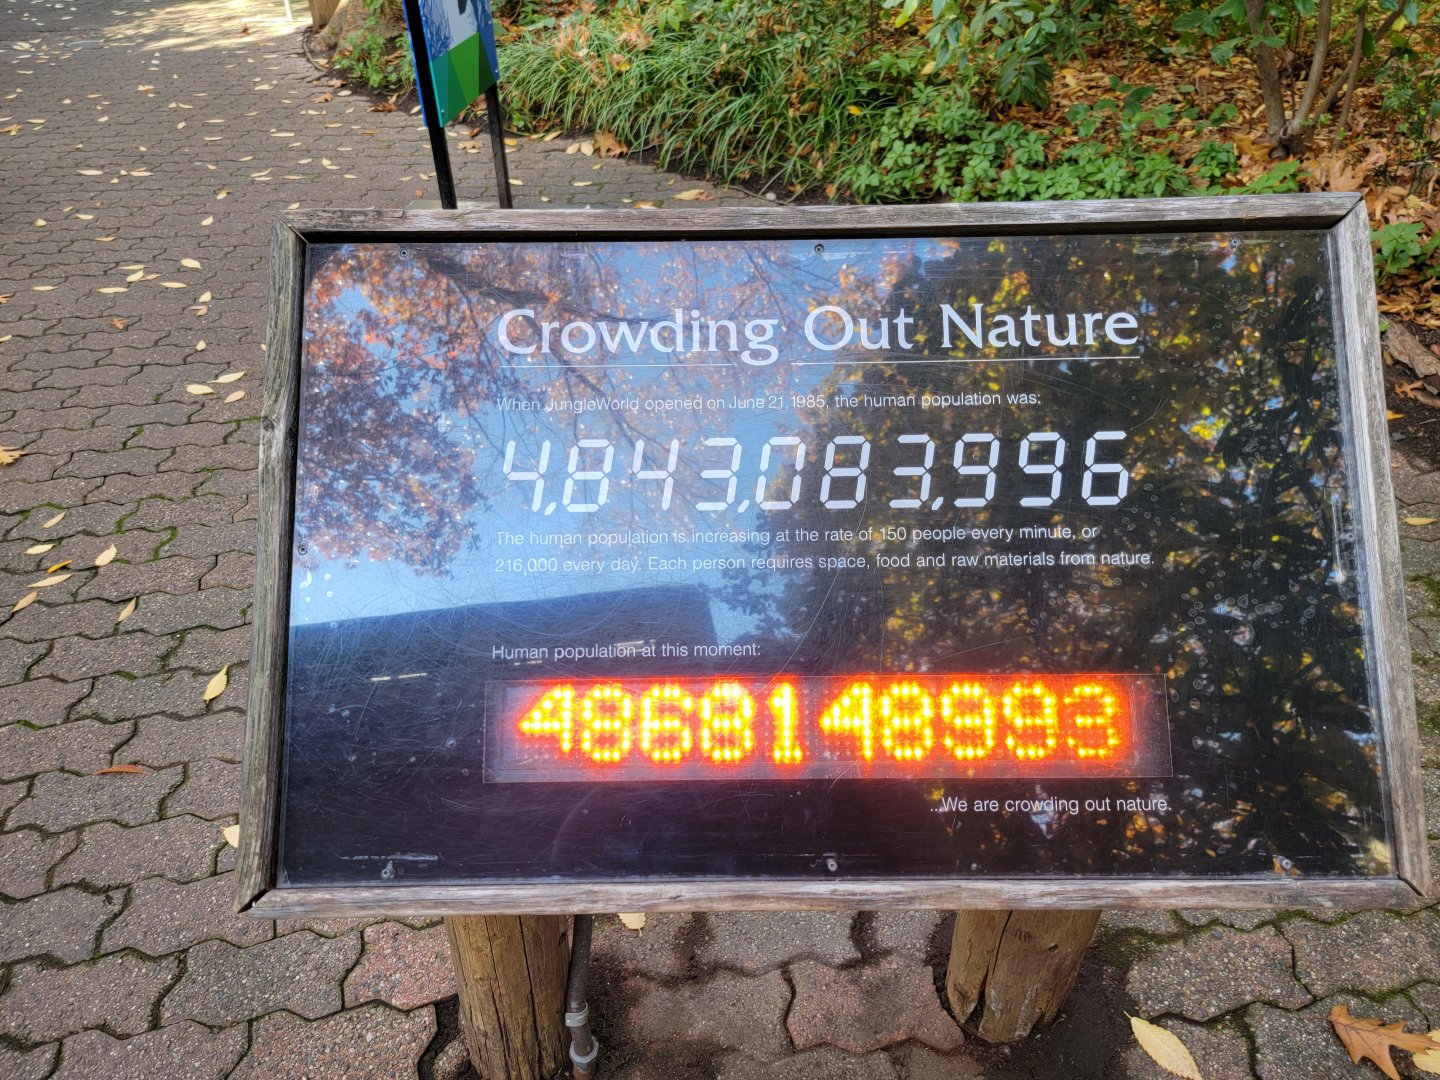 Crowding Out Nature
When JungleWorld opened on June 21, 1985, the human population was:
4,843,083,996
The human population is increasing at the rate of 150 people every minute, or
216,000 every day. Each person requires space, food and raw materials from nature.
Human population at this moment:
4868148993
...We are crowding out nature.